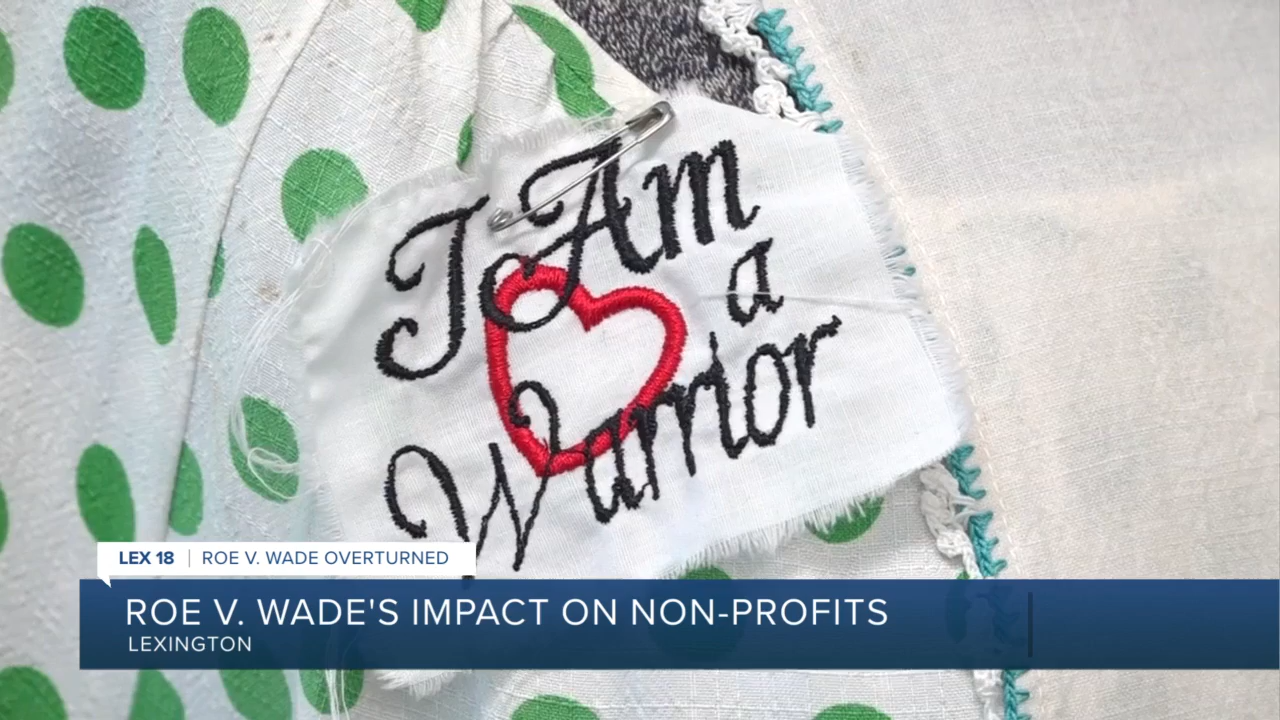 I Am
a
Warrior
LEX 18 | ROE V. WADE OVERTURNED
ROE V. WADE'S IMPACT ON NON-PROFITS
LEXINGTON